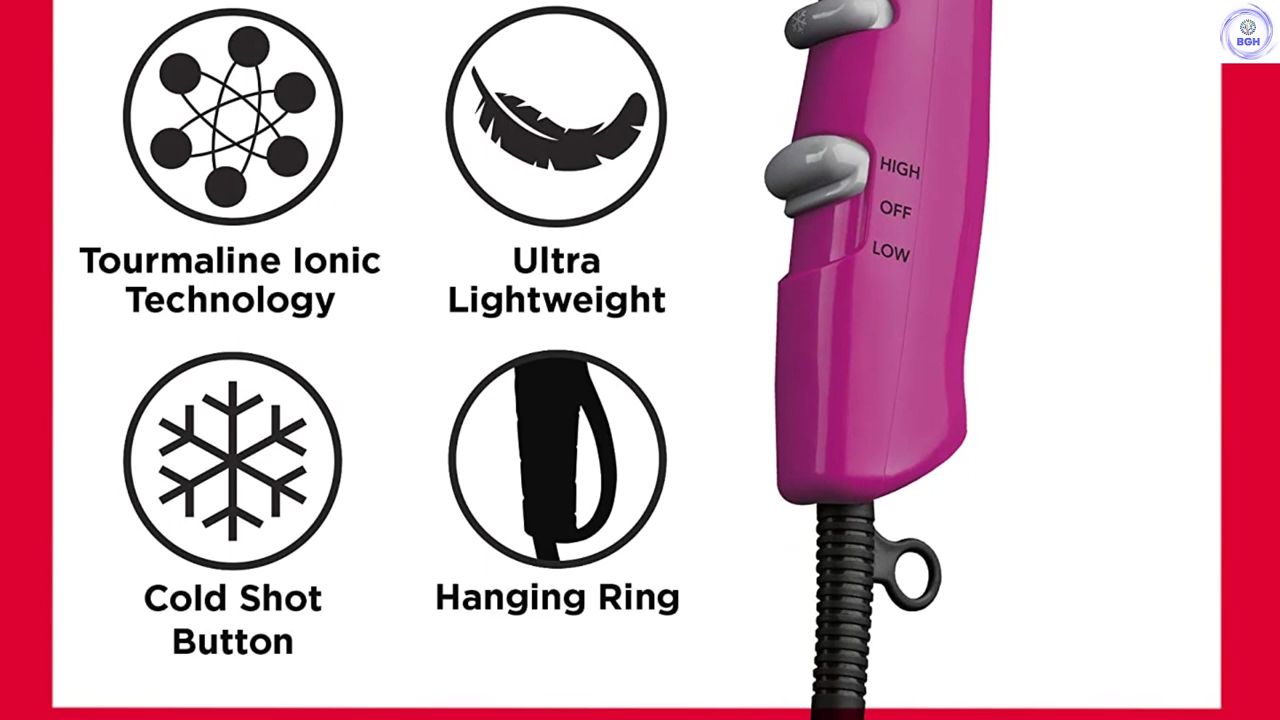 Tourmaline Ionic
Technology
Ultra
Lightweight
Cold Shot
Button
Hanging Ring
HIGH
OFF
LOW
BGH